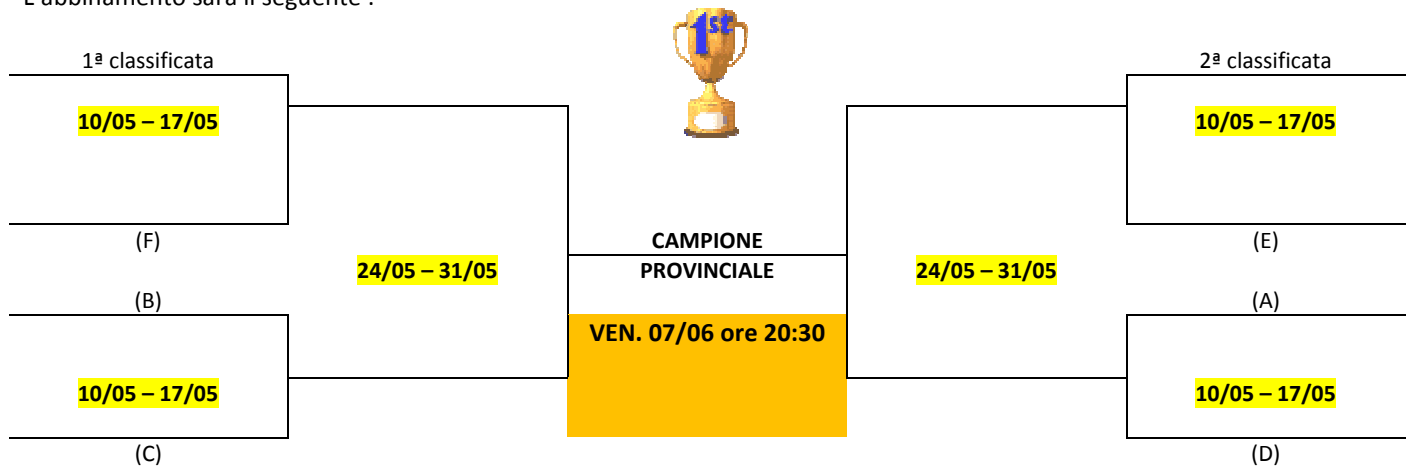 L'abbinamento sarà il seguente :
1st
1ª classificata
2ª classificata
10/05 – 17/05
10/05 – 17/05
(F)
CAMPIONE
(E)
24/05 – 31/05
PROVINCIALE
24/05 – 31/05
(B)
(A)
VEN. 07/06 ore 20:30
10/05 – 17/05
10/05 – 17/05
(C)
(D)